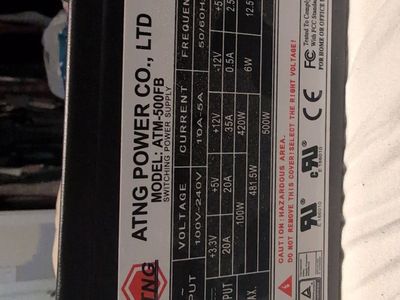 ATNG
ATNG POWER CO., LTD
MODEL: ATM-500FB
SWITCHING POWER SUPPLY
VOLTAGE CURRENT FREQUEN
100V-240V 10A-5A 50/60H
+3.3V +5V +12V -12V +5
20A 20A 35A 0.5A 2.5
100W 420W 6W 12.5
481.5W
500W
CAUTION: HAZARDOUS AREA.
DO NOT REMOVE THIS COVER! SELECT THE RIGHT VOLTAGE!
FC Tested To Comply
With FCC Standard
FOR HOME OR OFFICE
CE